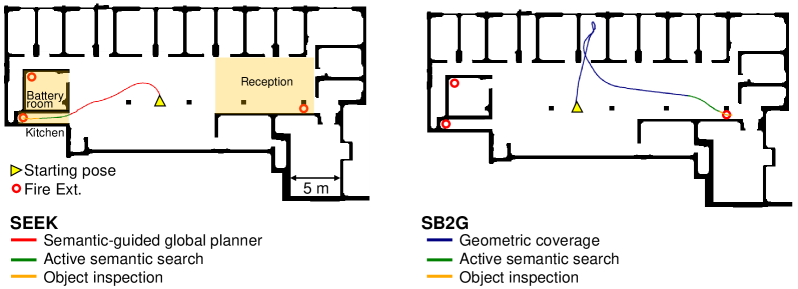 Reception
Battery
room
Kitchen
Starting pose
Fire Ext.
5 m
SEEK
Semantic-guided global planner
Active semantic search
Object inspection
SB2G
Geometric coverage
Active semantic search
Object inspection